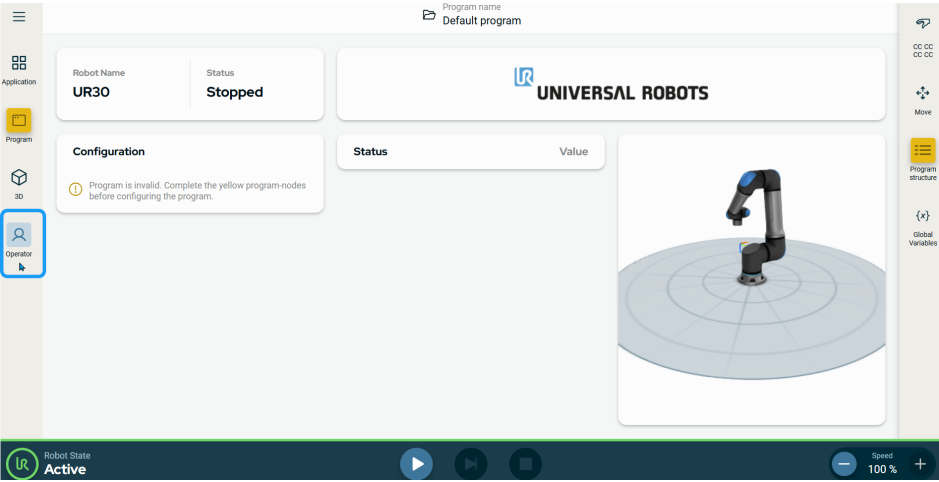 Program name
Default program
Application
Program
3D
Operator
Robot Name
UR30
Status
Stopped
UR
UNIVERSAL ROBOTS
Configuration
Program is invalid. Complete the yellow program-nodes
before configuring the program.
Status
Value
CC CC
CC CC
Move
Program
structure
{x}
Global
Variables
UR
Robot State
Active
Speed
100 %